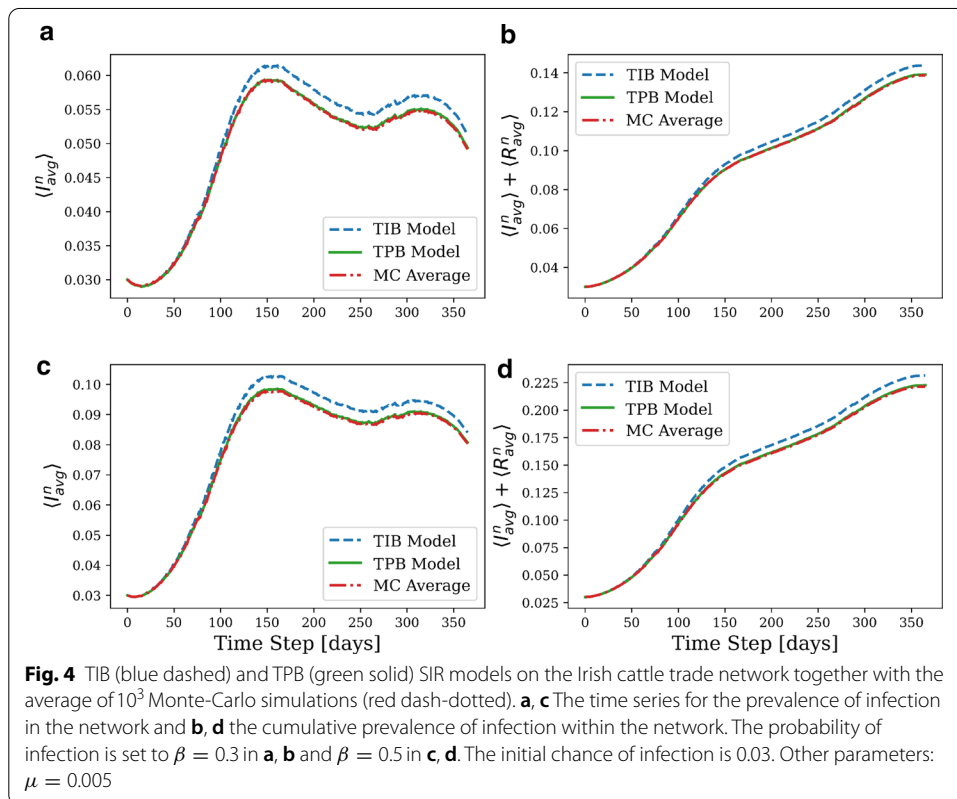 a
0.060
0.055
0.050
0.045
0.040
0.035
0.030
⟨I^n_avg⟩
TIB Model
TPB Model
MC Average
0 50 100 150 200 250 300 350
b
0.14
0.12
0.10
0.08
0.06
0.04
⟨I^n_avg⟩ + ⟨R^n_avg⟩
TIB Model
TPB Model
MC Average
0 50 100 150 200 250 300 350
c
0.10
0.09
0.08
0.07
0.06
0.05
0.04
0.03
⟨I^n_avg⟩
TIB Model
TPB Model
MC Average
0 50 100 150 200 250 300 350
Time Step [days]
d
0.225
0.200
0.175
0.150
0.125
0.100
0.075
0.050
0.025
⟨I^n_avg⟩ + ⟨R^n_avg⟩
TIB Model
TPB Model
MC Average
0 50 100 150 200 250 300 350
Time Step [days]
Fig. 4 TIB (blue dashed) and TPB (green solid) SIR models on the Irish cattle trade network together with the
average of 10³ Monte-Carlo simulations (red dash-dotted). a, c The time series for the prevalence of infection
in the network and b, d the cumulative prevalence of infection within the network. The probability of
infection is set to β = 0.3 in a, b and β = 0.5 in c, d. The initial chance of infection is 0.03. Other parameters:
μ = 0.005